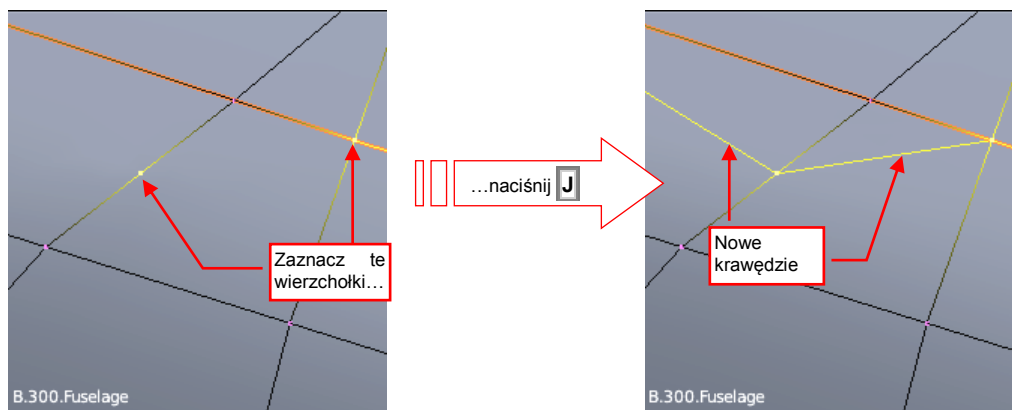 Zaznacz te
wierzchołki…
B.300.Fuselage
…naciśnij J
Nowe
krawędzie
B.300.Fuselage